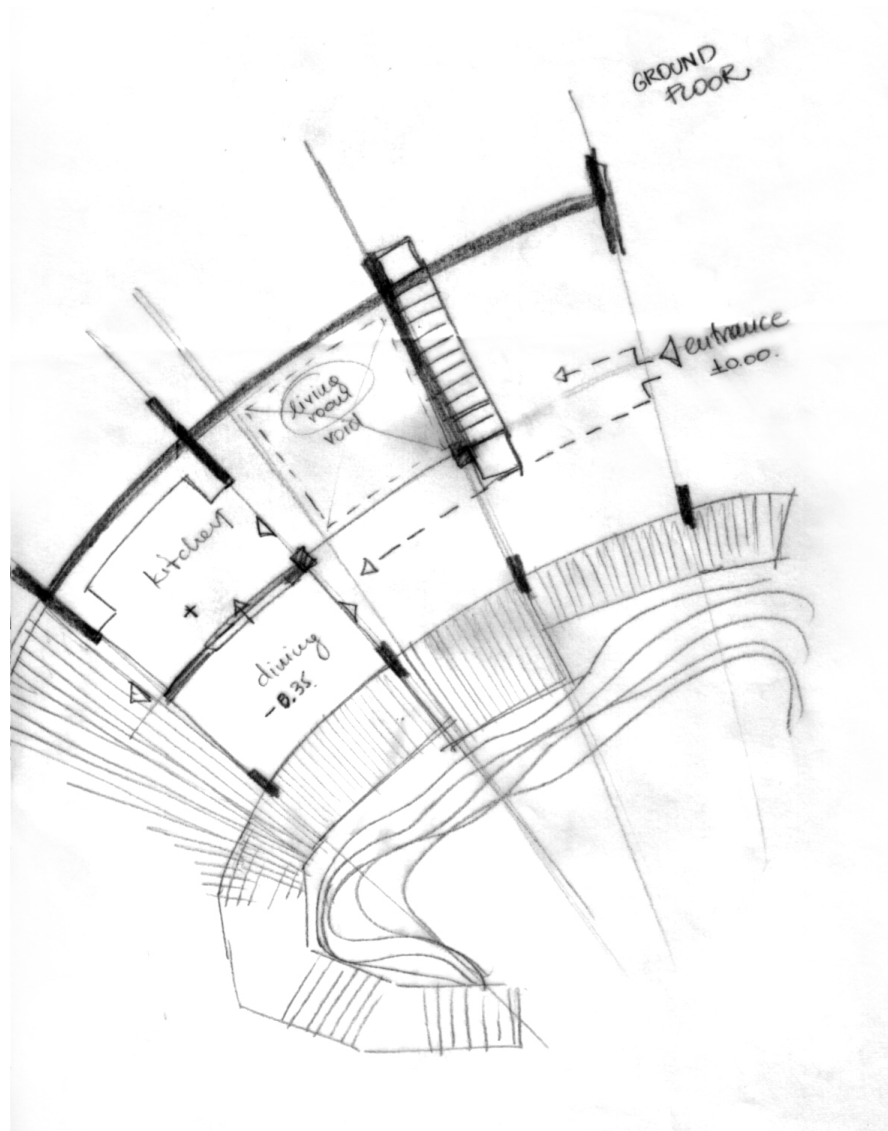 GROUND
FLOOR
entrance
±0.00.
living
room
void
kitchen
+
dining
-0.35.